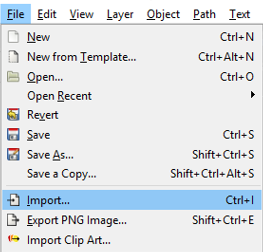 File Edit View Layer Object Path Text
New Ctrl+N
New from Template... Ctrl+Alt+N
Open... Ctrl+O
Open Recent
Revert
Save Ctrl+S
Save As... Shift+Ctrl+S
Save a Copy... Shift+Ctrl+Alt+S
Import... Ctrl+I
Export PNG Image... Shift+Ctrl+E
Import Clip Art...